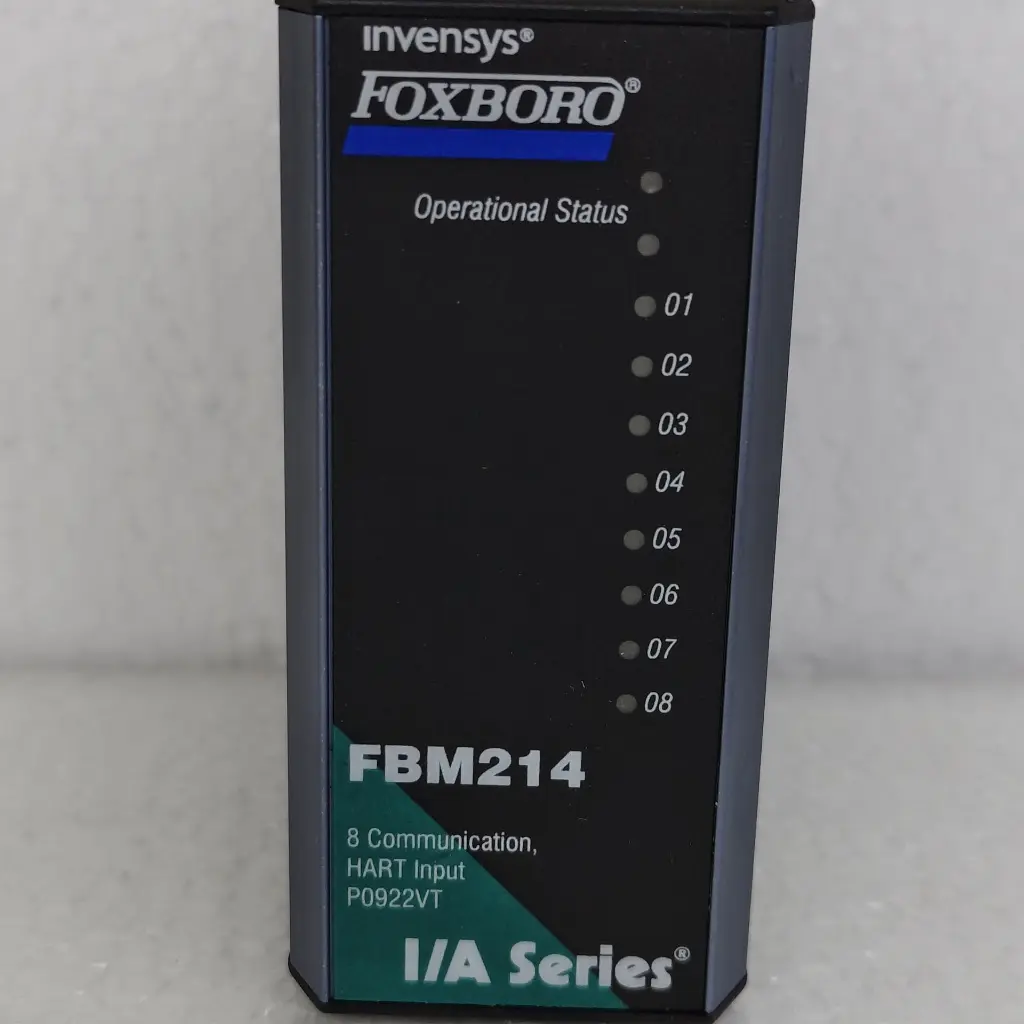 invensys®
FOXBORO®
Operational Status
01
02
03
04
05
06
07
08
FBM214
8 Communication,
HART Input
P0922VT
I/A Series®